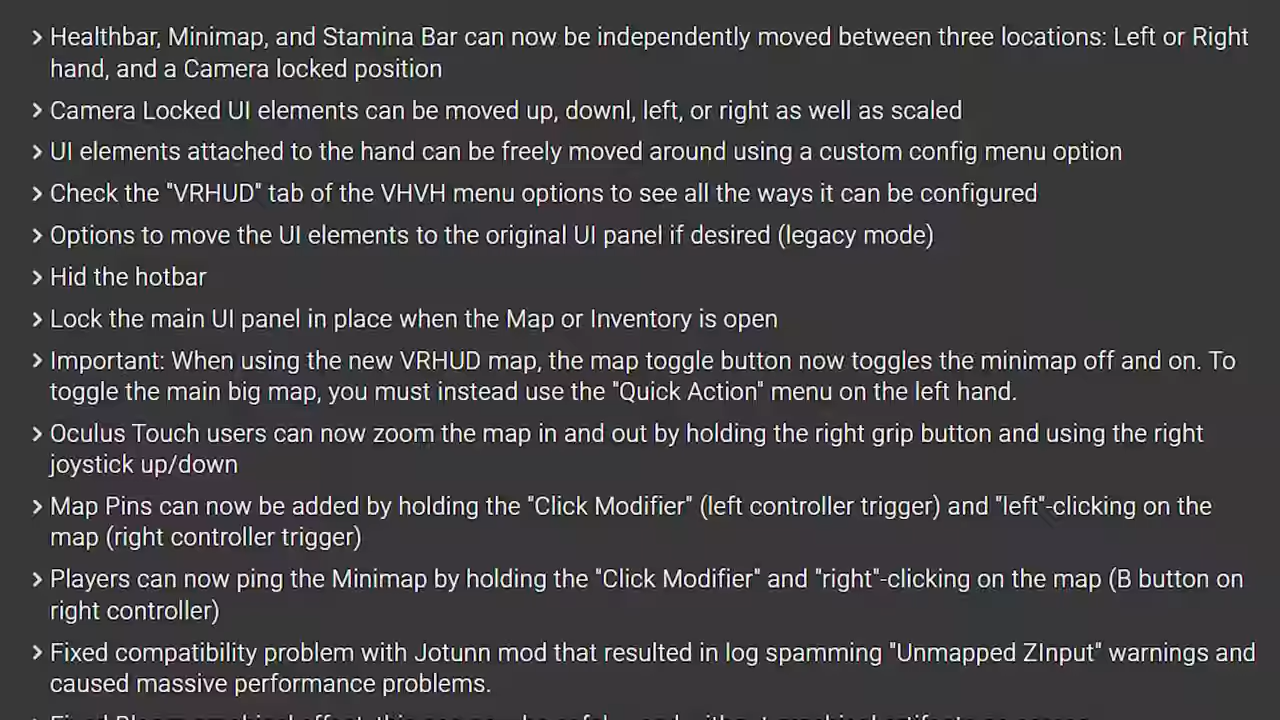 Healthbar, Minimap, and Stamina Bar can now be independently moved between three locations: Left or Right
hand, and a Camera locked position
Camera Locked UI elements can be moved up, downl, left, or right as well as scaled
UI elements attached to the hand can be freely moved around using a custom config menu option
Check the "VRHUD" tab of the VHVH menu options to see all the ways it can be configured
Options to move the UI elements to the original UI panel if desired (legacy mode)
Hid the hotbar
Lock the main UI panel in place when the Map or Inventory is open
Important: When using the new VRHUD map, the map toggle button now toggles the minimap off and on. To
toggle the main big map, you must instead use the "Quick Action" menu on the left hand.
Oculus Touch users can now zoom the map in and out by holding the right grip button and using the right
joystick up/down
Map Pins can now be added by holding the "Click Modifier" (left controller trigger) and "left"-clicking on the
map (right controller trigger)
Players can now ping the Minimap by holding the "Click Modifier" and "right"-clicking on the map (B button on
right controller)
Fixed compatibility problem with Jotunn mod that resulted in log spamming "Unmapped ZInput" warnings and
caused massive performance problems.